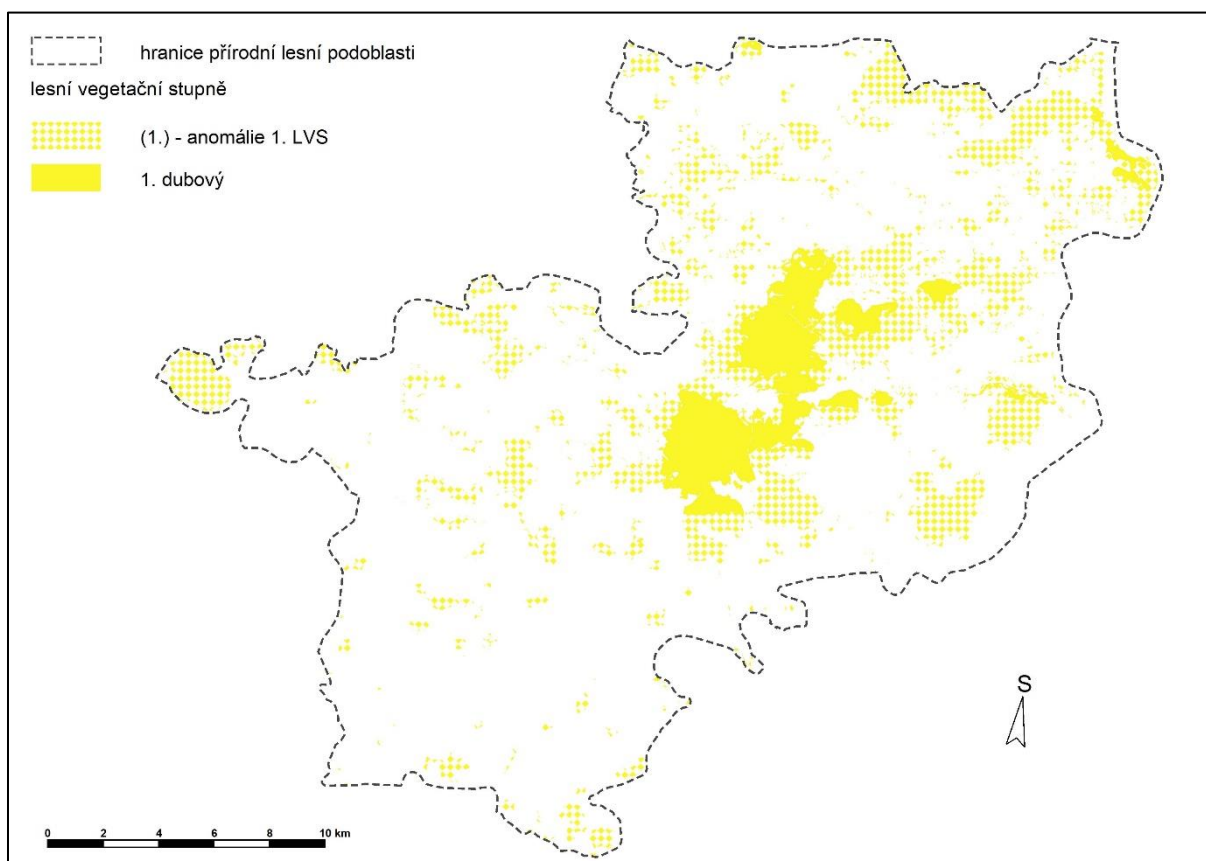 hranice přírodní lesní podoblasti
lesní vegetační stupně
(1.) - anomálie 1. LVS
1. dubový
S
0 2 4 6 8 10 km